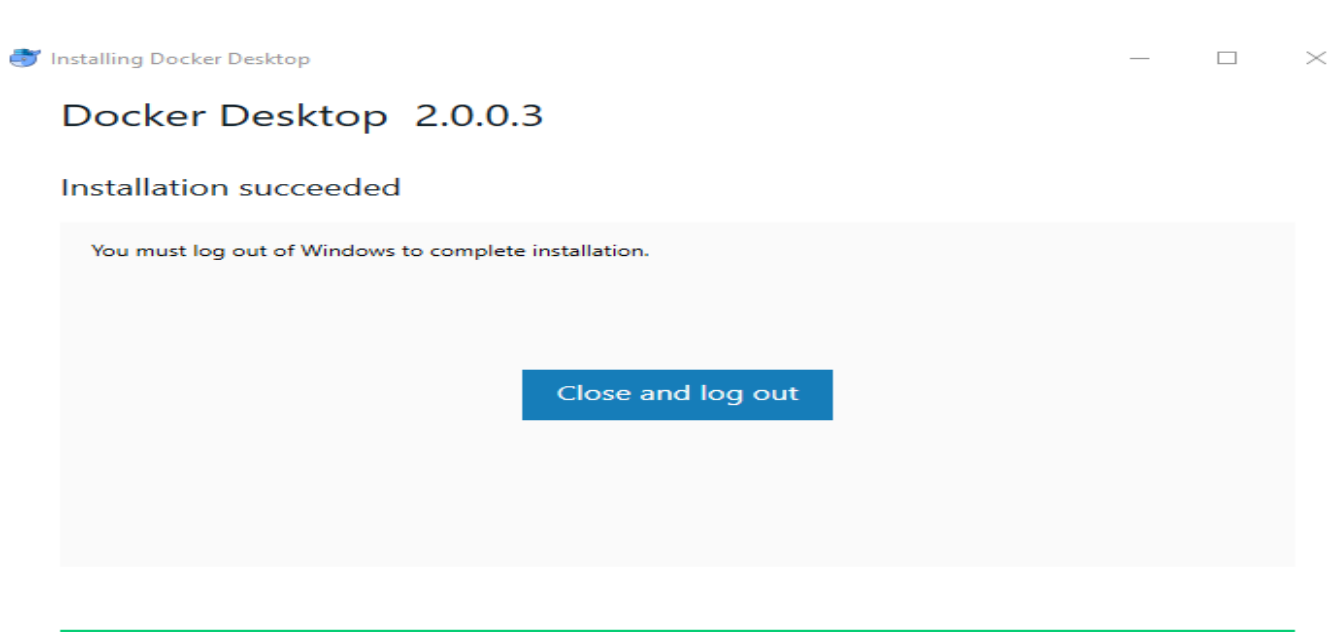 Installing Docker Desktop
Docker Desktop 2.0.0.3
Installation succeeded
You must log out of Windows to complete installation.
Close and log out